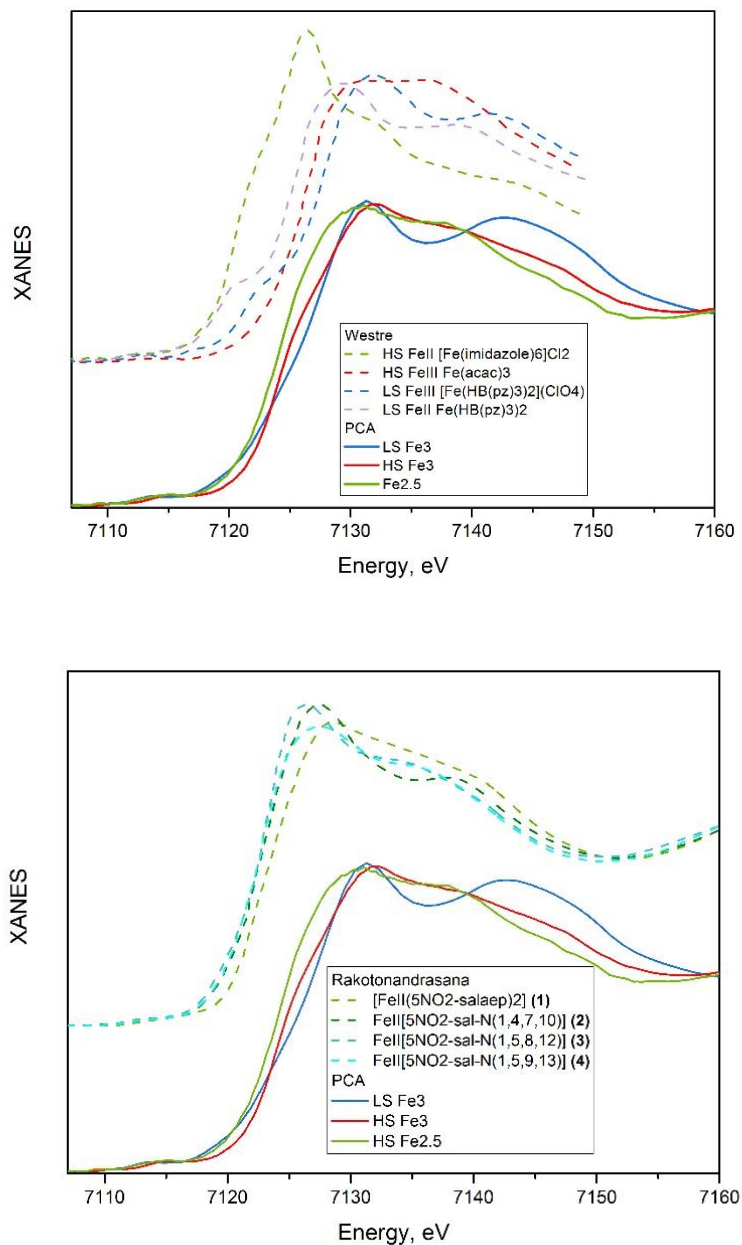 XANES
Westre
HS FeII [Fe(imidazole)6]Cl2
HS FeIII Fe(acac)3
LS FeIII [Fe(HB(pz)3)2](ClO4)
LS FeII Fe(HB(pz)3)2
PCA
LS Fe3
HS Fe3
Fe2.5
7110 7120 7130 7140 7150 7160
Energy, eV
XANES
Rakotonandrasana
[FeII(5NO2-salaep)2] (1)
FeII[5NO2-sal-N(1,4,7,10)] (2)
FeII[5NO2-sal-N(1,5,8,12)] (3)
FeII[5NO2-sal-N(1,5,9,13)] (4)
PCA
LS Fe3
HS Fe3
HS Fe2.5
7110 7120 7130 7140 7150 7160
Energy, eV